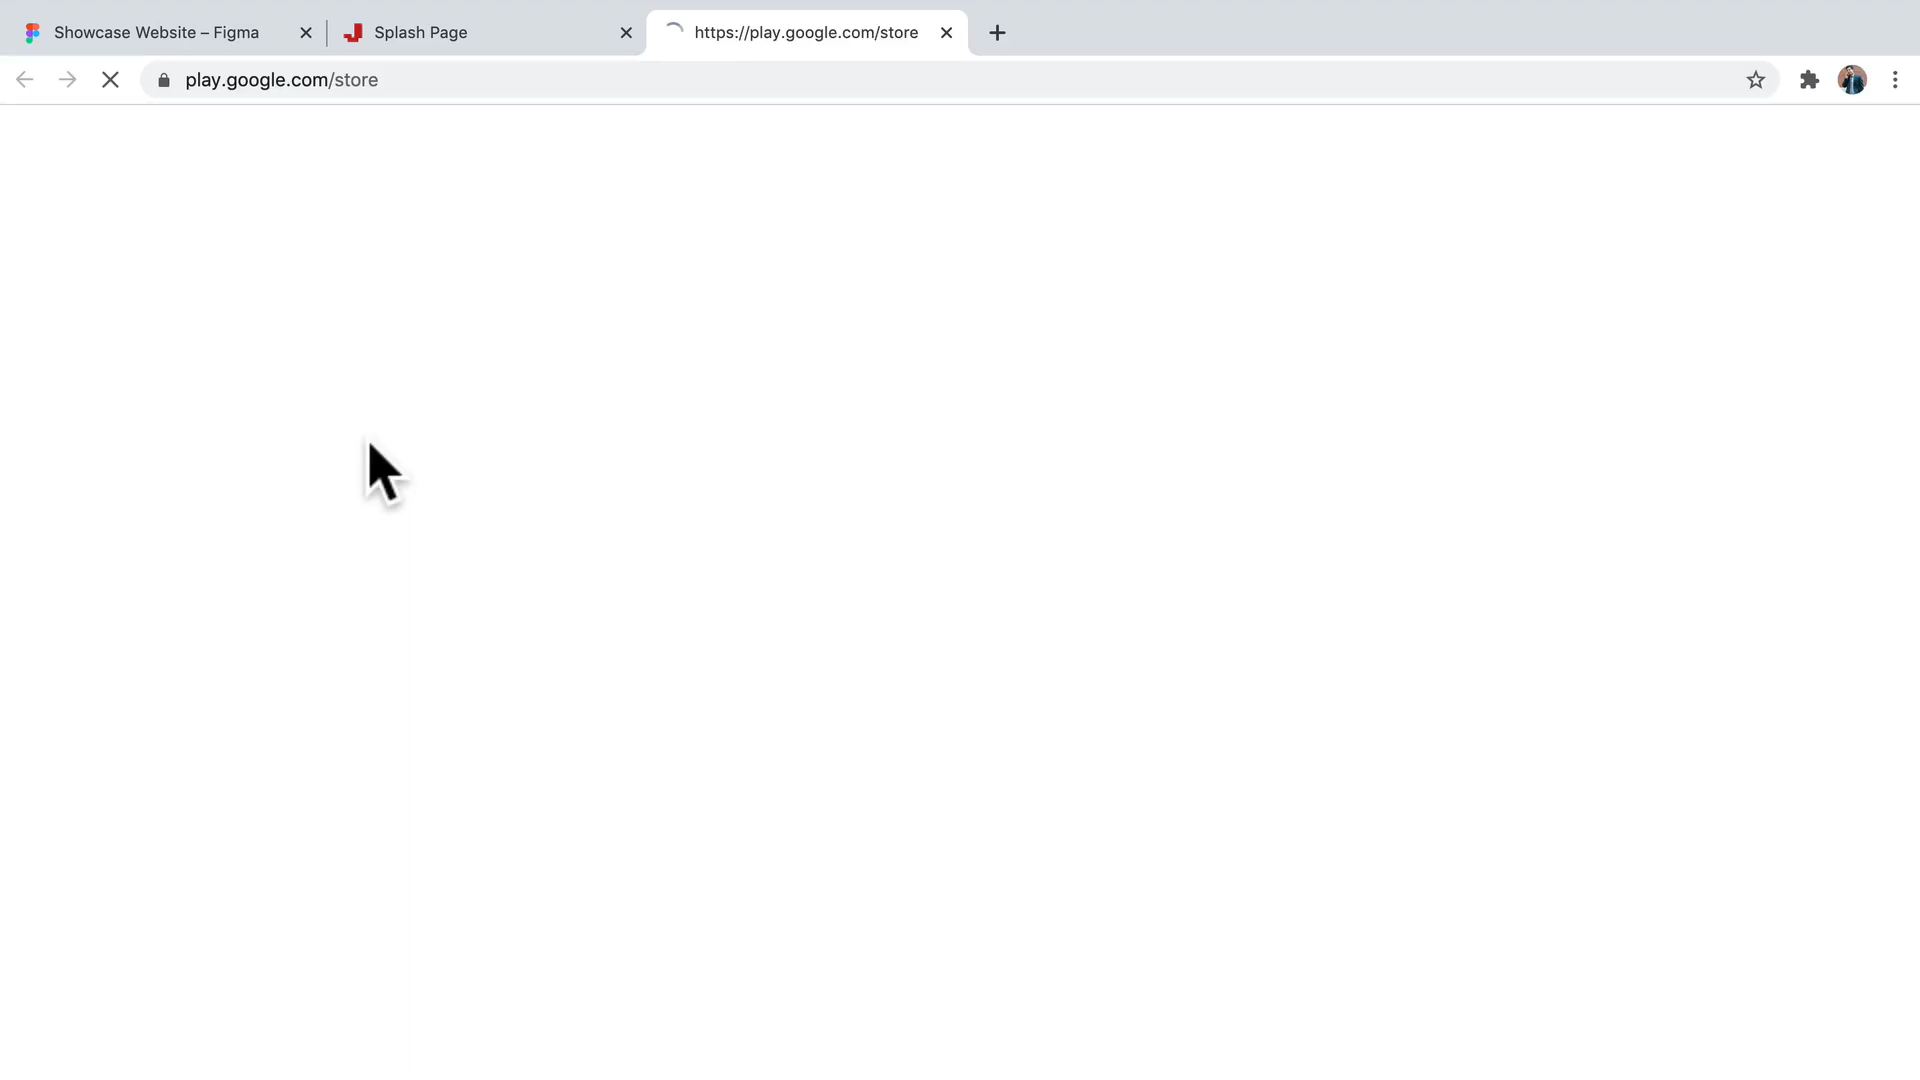 Showcase Website – Figma
Splash Page
https://play.google.com/store
play.google.com/store